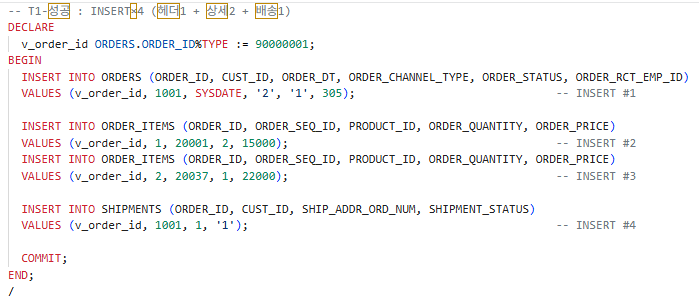 -- T1-성공 : INSERT×4 (헤더1 + 상세2 + 배송1)
DECLARE
  v_order_id ORDERS.ORDER_ID%TYPE := 90000001;
BEGIN
  INSERT INTO ORDERS (ORDER_ID, CUST_ID, ORDER_DT, ORDER_CHANNEL_TYPE, ORDER_STATUS, ORDER_RCT_EMP_ID)
  VALUES (v_order_id, 1001, SYSDATE, '2', '1', 305);                              -- INSERT #1
  INSERT INTO ORDER_ITEMS (ORDER_ID, ORDER_SEQ_ID, PRODUCT_ID, ORDER_QUANTITY, ORDER_PRICE)
  VALUES (v_order_id, 1, 20001, 2, 15000);                                        -- INSERT #2
  INSERT INTO ORDER_ITEMS (ORDER_ID, ORDER_SEQ_ID, PRODUCT_ID, ORDER_QUANTITY, ORDER_PRICE)
  VALUES (v_order_id, 2, 20037, 1, 22000);                                        -- INSERT #3
  INSERT INTO SHIPMENTS (ORDER_ID, CUST_ID, SHIP_ADDR_ORD_NUM, SHIPMENT_STATUS)
  VALUES (v_order_id, 1001, 1, '1');                                              -- INSERT #4
  COMMIT;
END;
/